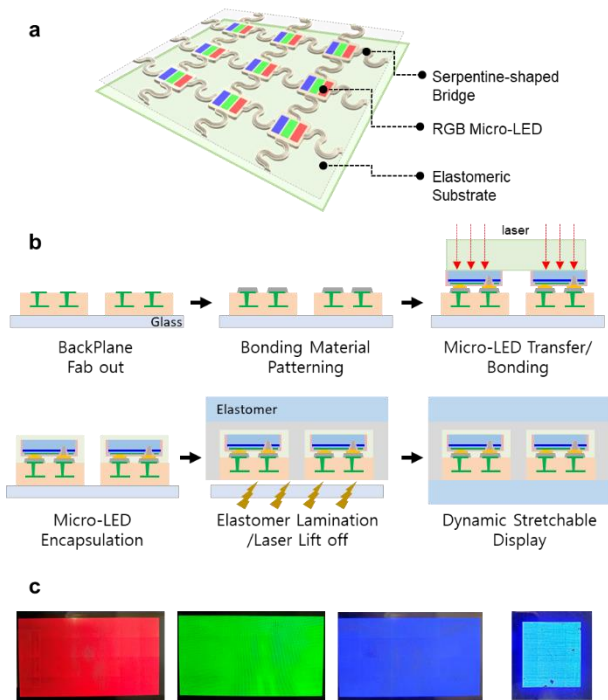 a
Serpentine-shaped
Bridge
RGB Micro-LED
Elastomeric
Substrate
b
laser
Glass
BackPlane
Fab out
Bonding Material
Patterning
Micro-LED Transfer/
Bonding
Elastomer
Micro-LED
Encapsulation
Elastomer Lamination
/Laser Lift off
Dynamic Stretchable
Display
c